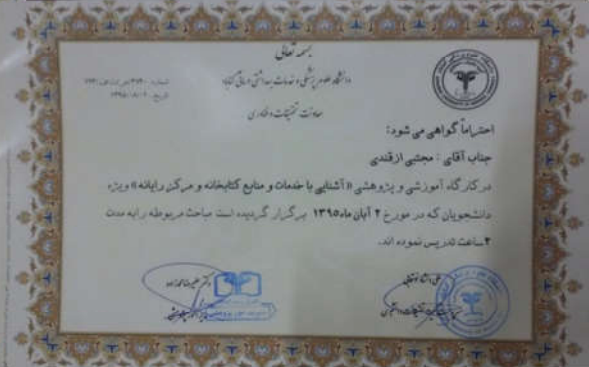 بسمه تعالی
دانشگاه علوم پزشکی و خدمات بهداشتی درمانی گناباد
معاونت تحقیقات و فناوری
احتراماً گواهی می شود:
جناب آقای : مجتبی ازقندی
در کارگاه آموزشی و پژوهشی «آشنایی با خدمات و منابع کتابخانه و مرکز رایانه» ویژه
دانشجویان که در مورخ ۲ آبان ماه ۱۳۹۵ برگزار گردیده است مباحث مربوطه را به مدت
۲ساعت تدریس نموده اند.